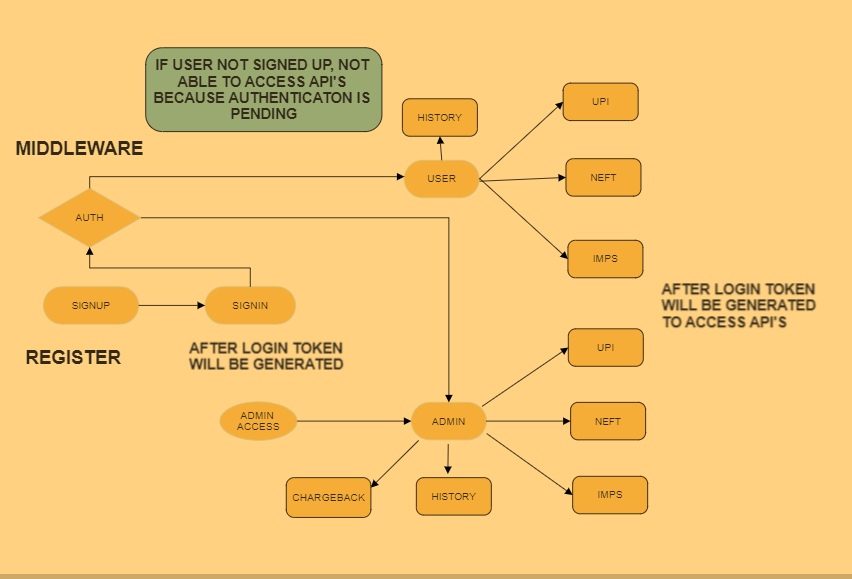 IF USER NOT SIGNED UP, NOT
ABLE TO ACCESS API'S
BECAUSE AUTHENTICATON IS
PENDING
HISTORY
UPI
MIDDLEWARE
USER
NEFT
AUTH
IMPS
SIGNUP
SIGNIN
AFTER LOGIN TOKEN
WILL BE GENERATED
TO ACCESS API'S
REGISTER
AFTER LOGIN TOKEN
WILL BE GENERATED
UPI
ADMIN
ACCESS
ADMIN
NEFT
CHARGEBACK
HISTORY
IMPS